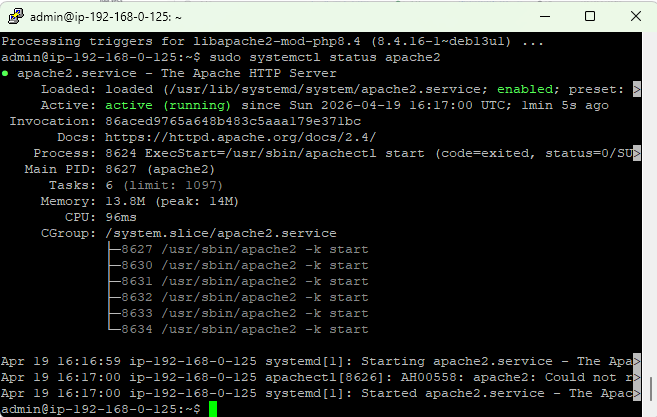 admin@ip-192-168-0-125: ~
Processing triggers for libapache2-mod-php8.4 (8.4.16-1~deb13u1) ...
admin@ip-192-168-0-125:~$ sudo systemctl status apache2
● apache2.service - The Apache HTTP Server
     Loaded: loaded (/usr/lib/systemd/system/apache2.service; enabled; preset: >
     Active: active (running) since Sun 2026-04-19 16:17:00 UTC; 1min 5s ago
 Invocation: 86aced9765a648b483c5aaa179e371bc
       Docs: https://httpd.apache.org/docs/2.4/
    Process: 8624 ExecStart=/usr/sbin/apachectl start (code=exited, status=0/SU>
   Main PID: 8627 (apache2)
      Tasks: 6 (limit: 1097)
     Memory: 13.8M (peak: 14M)
        CPU: 96ms
     CGroup: /system.slice/apache2.service
             ├─8627 /usr/sbin/apache2 -k start
             ├─8630 /usr/sbin/apache2 -k start
             ├─8631 /usr/sbin/apache2 -k start
             ├─8632 /usr/sbin/apache2 -k start
             ├─8633 /usr/sbin/apache2 -k start
             └─8634 /usr/sbin/apache2 -k start
Apr 19 16:16:59 ip-192-168-0-125 systemd[1]: Starting apache2.service - The Apa>
Apr 19 16:17:00 ip-192-168-0-125 apachectl[8626]: AH00558: apache2: Could not r>
Apr 19 16:17:00 ip-192-168-0-125 systemd[1]: Started apache2.service - The Apac>
admin@ip-192-168-0-125:~$